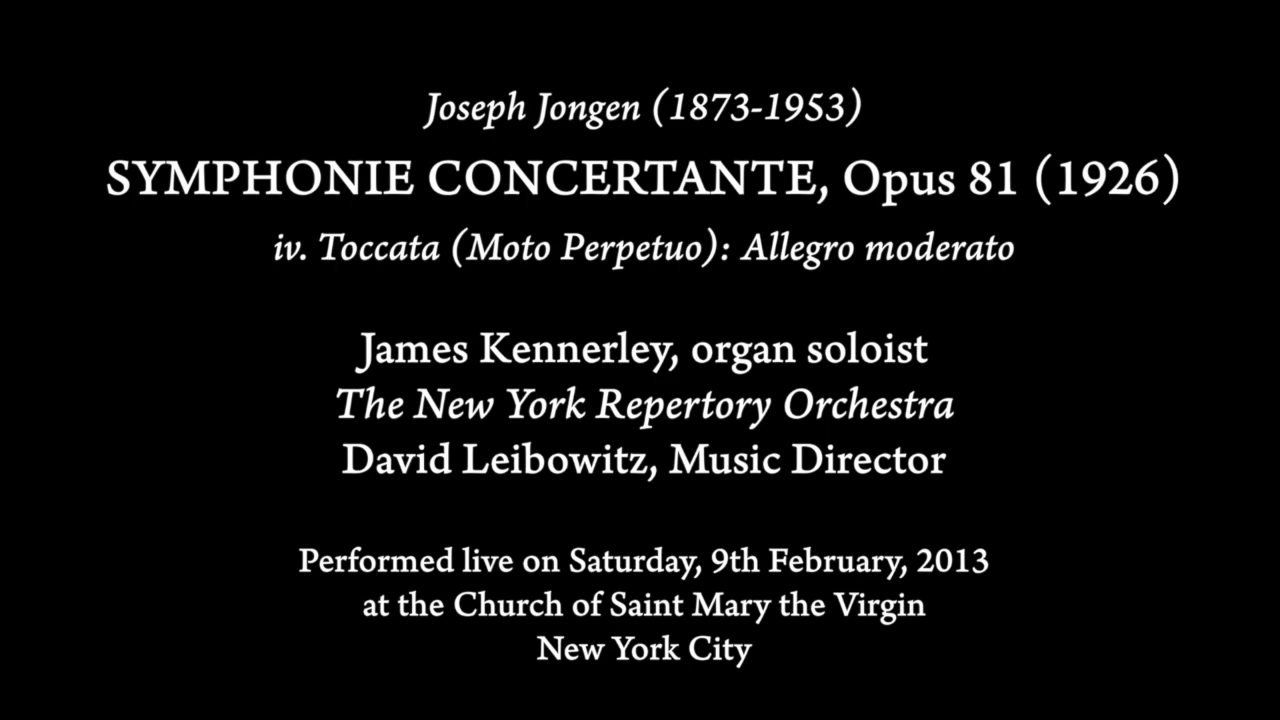 Joseph Jongen (1873-1953)
SYMPHONIE CONCERTANTE, Opus 81 (1926)
iv. Toccata (Moto Perpetuo): Allegro moderato
James Kennerley, organ soloist
The New York Repertory Orchestra
David Leibowitz, Music Director
Performed live on Saturday, 9th February, 2013
at the Church of Saint Mary the Virgin
New York City